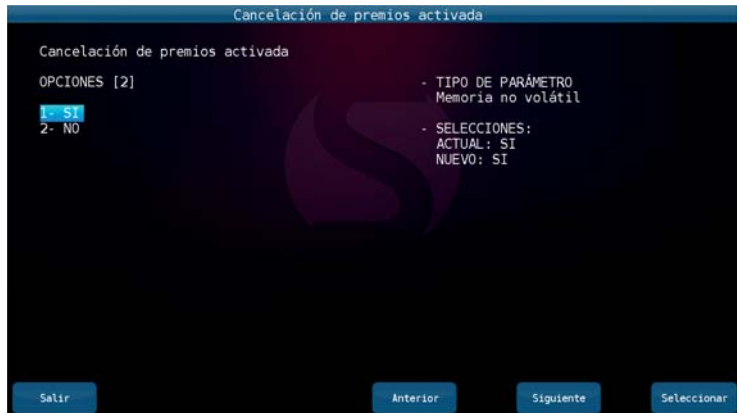 Cancelación de premios activada
Cancelación de premios activada
OPCIONES [2]
1- SI
2- NO
- TIPO DE PARÁMETRO
Memoria no volátil
- SELECCIONES:
ACTUAL: SI
NUEVO: SI
Salir
Anterior
Siguiente
Seleccionar